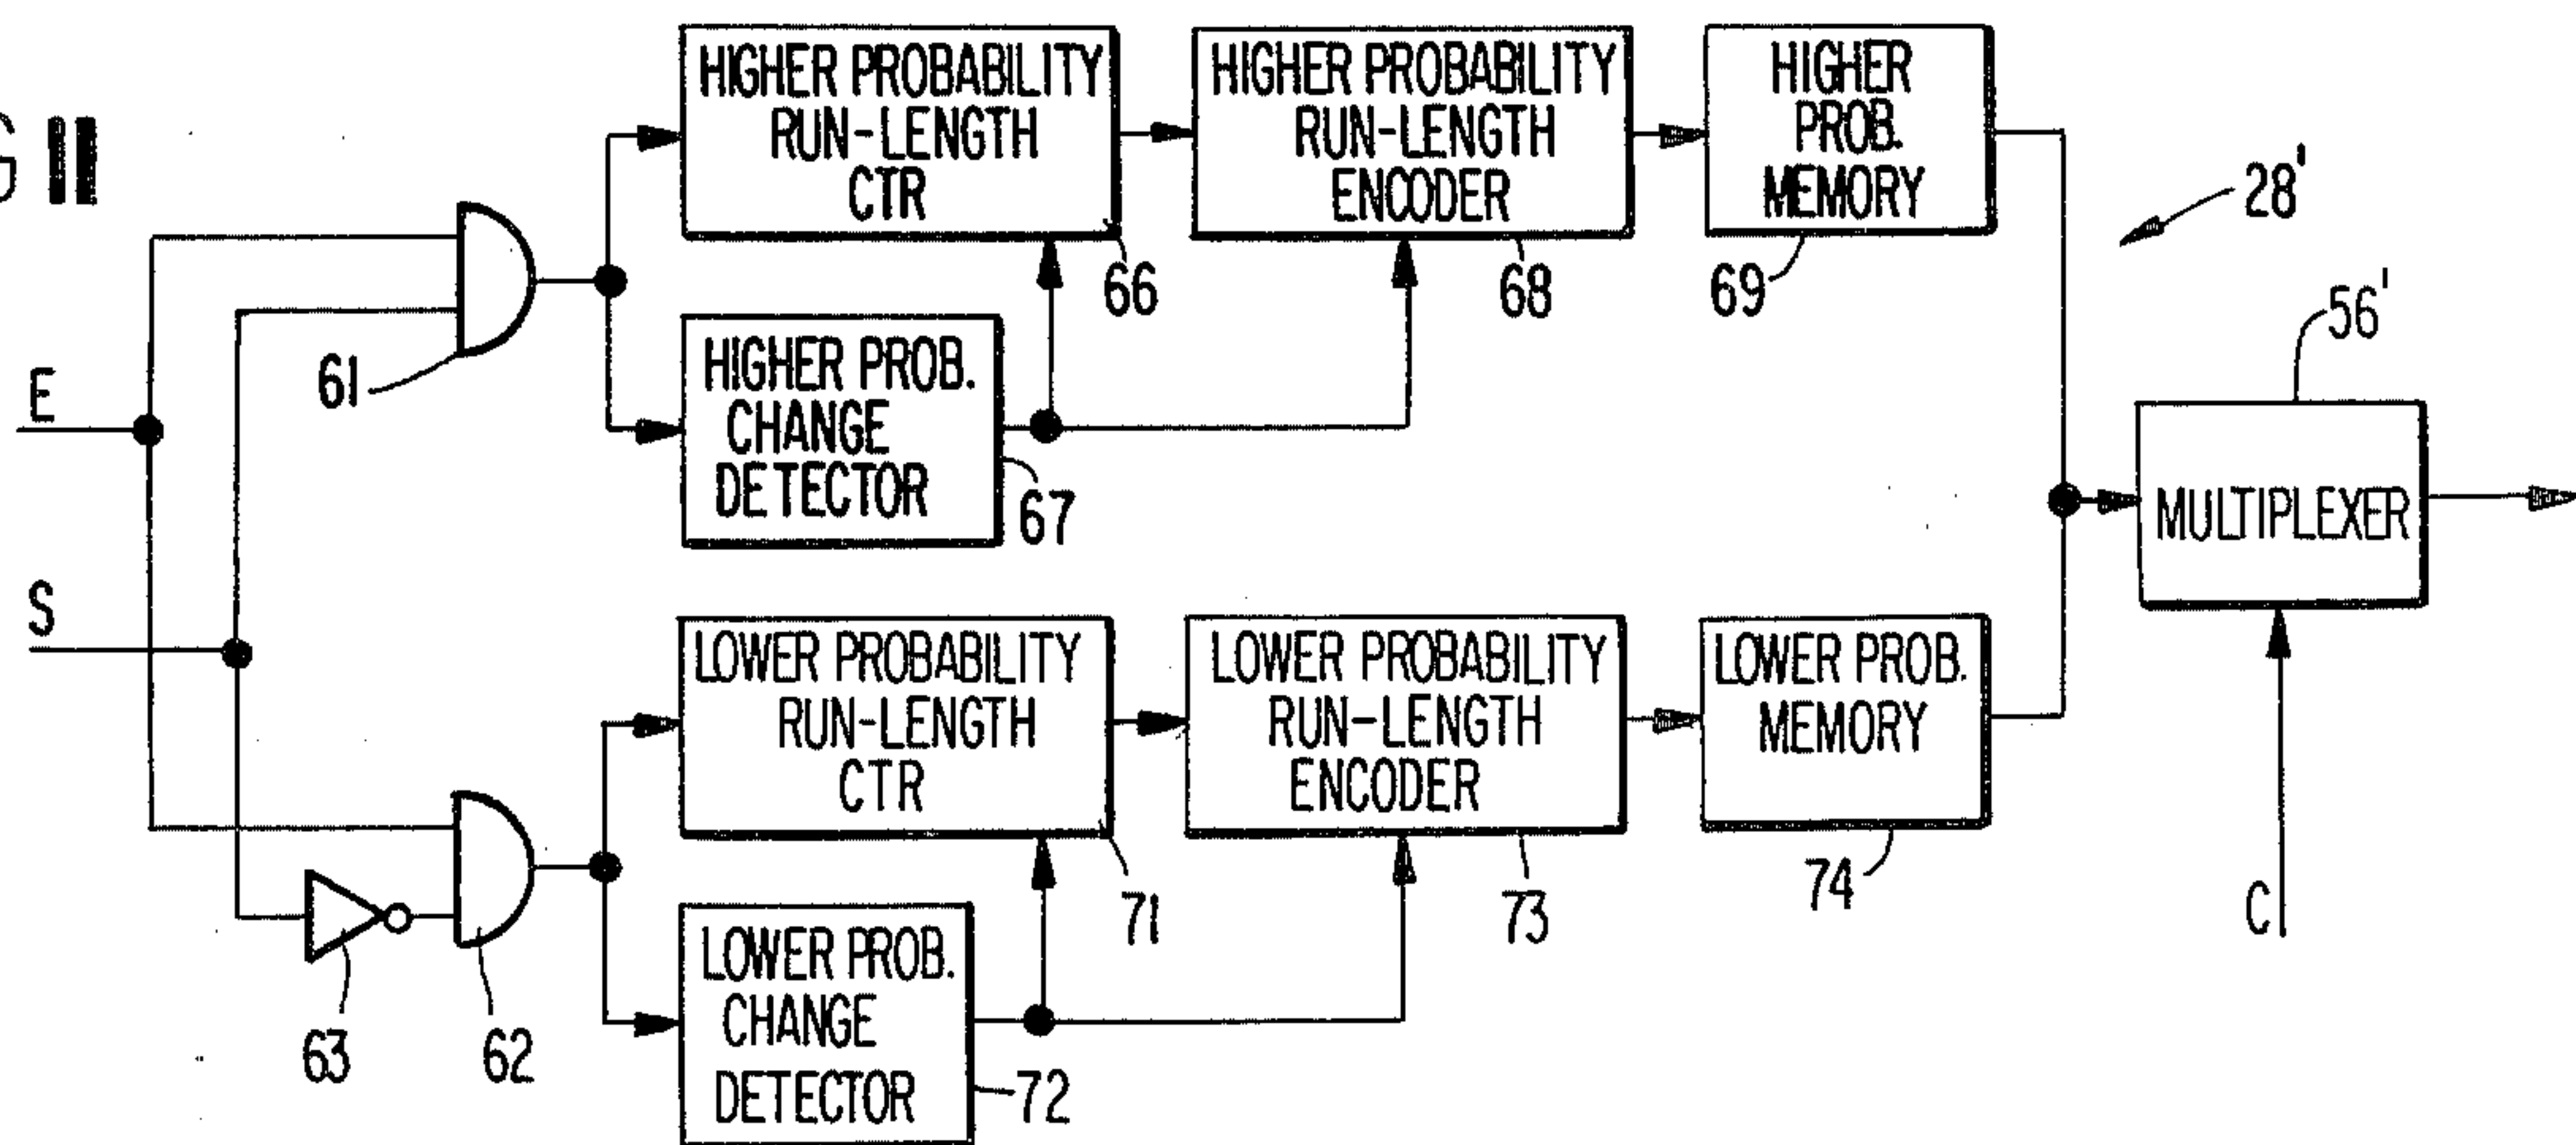 G 11
HIGHER PROBABILITY
RUN-LENGTH
CTR
HIGHER PROBABILITY
RUN-LENGTH
ENCODER
HIGHER
PROB.
MEMORY
28'
66
68
69
56'
61
E
HIGHER PROB.
CHANGE
DETECTOR
67
MULTIPLEXER
S
LOWER PROBABILITY
RUN-LENGTH
CTR
LOWER PROBABILITY
RUN-LENGTH
ENCODER
LOWER PROB.
MEMORY
71
73
74
C
63
62
LOWER PROB.
CHANGE
DETECTOR
72